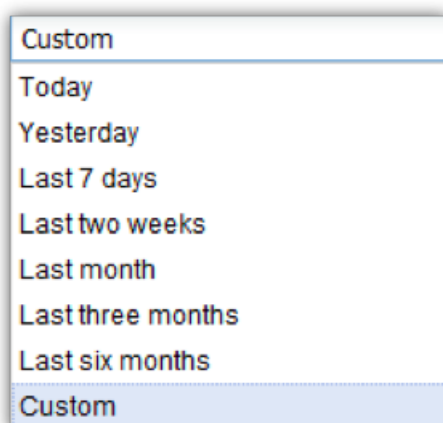 Custom
Today
Yesterday
Last 7 days
Last two weeks
Last month
Last three months
Last six months
Custom